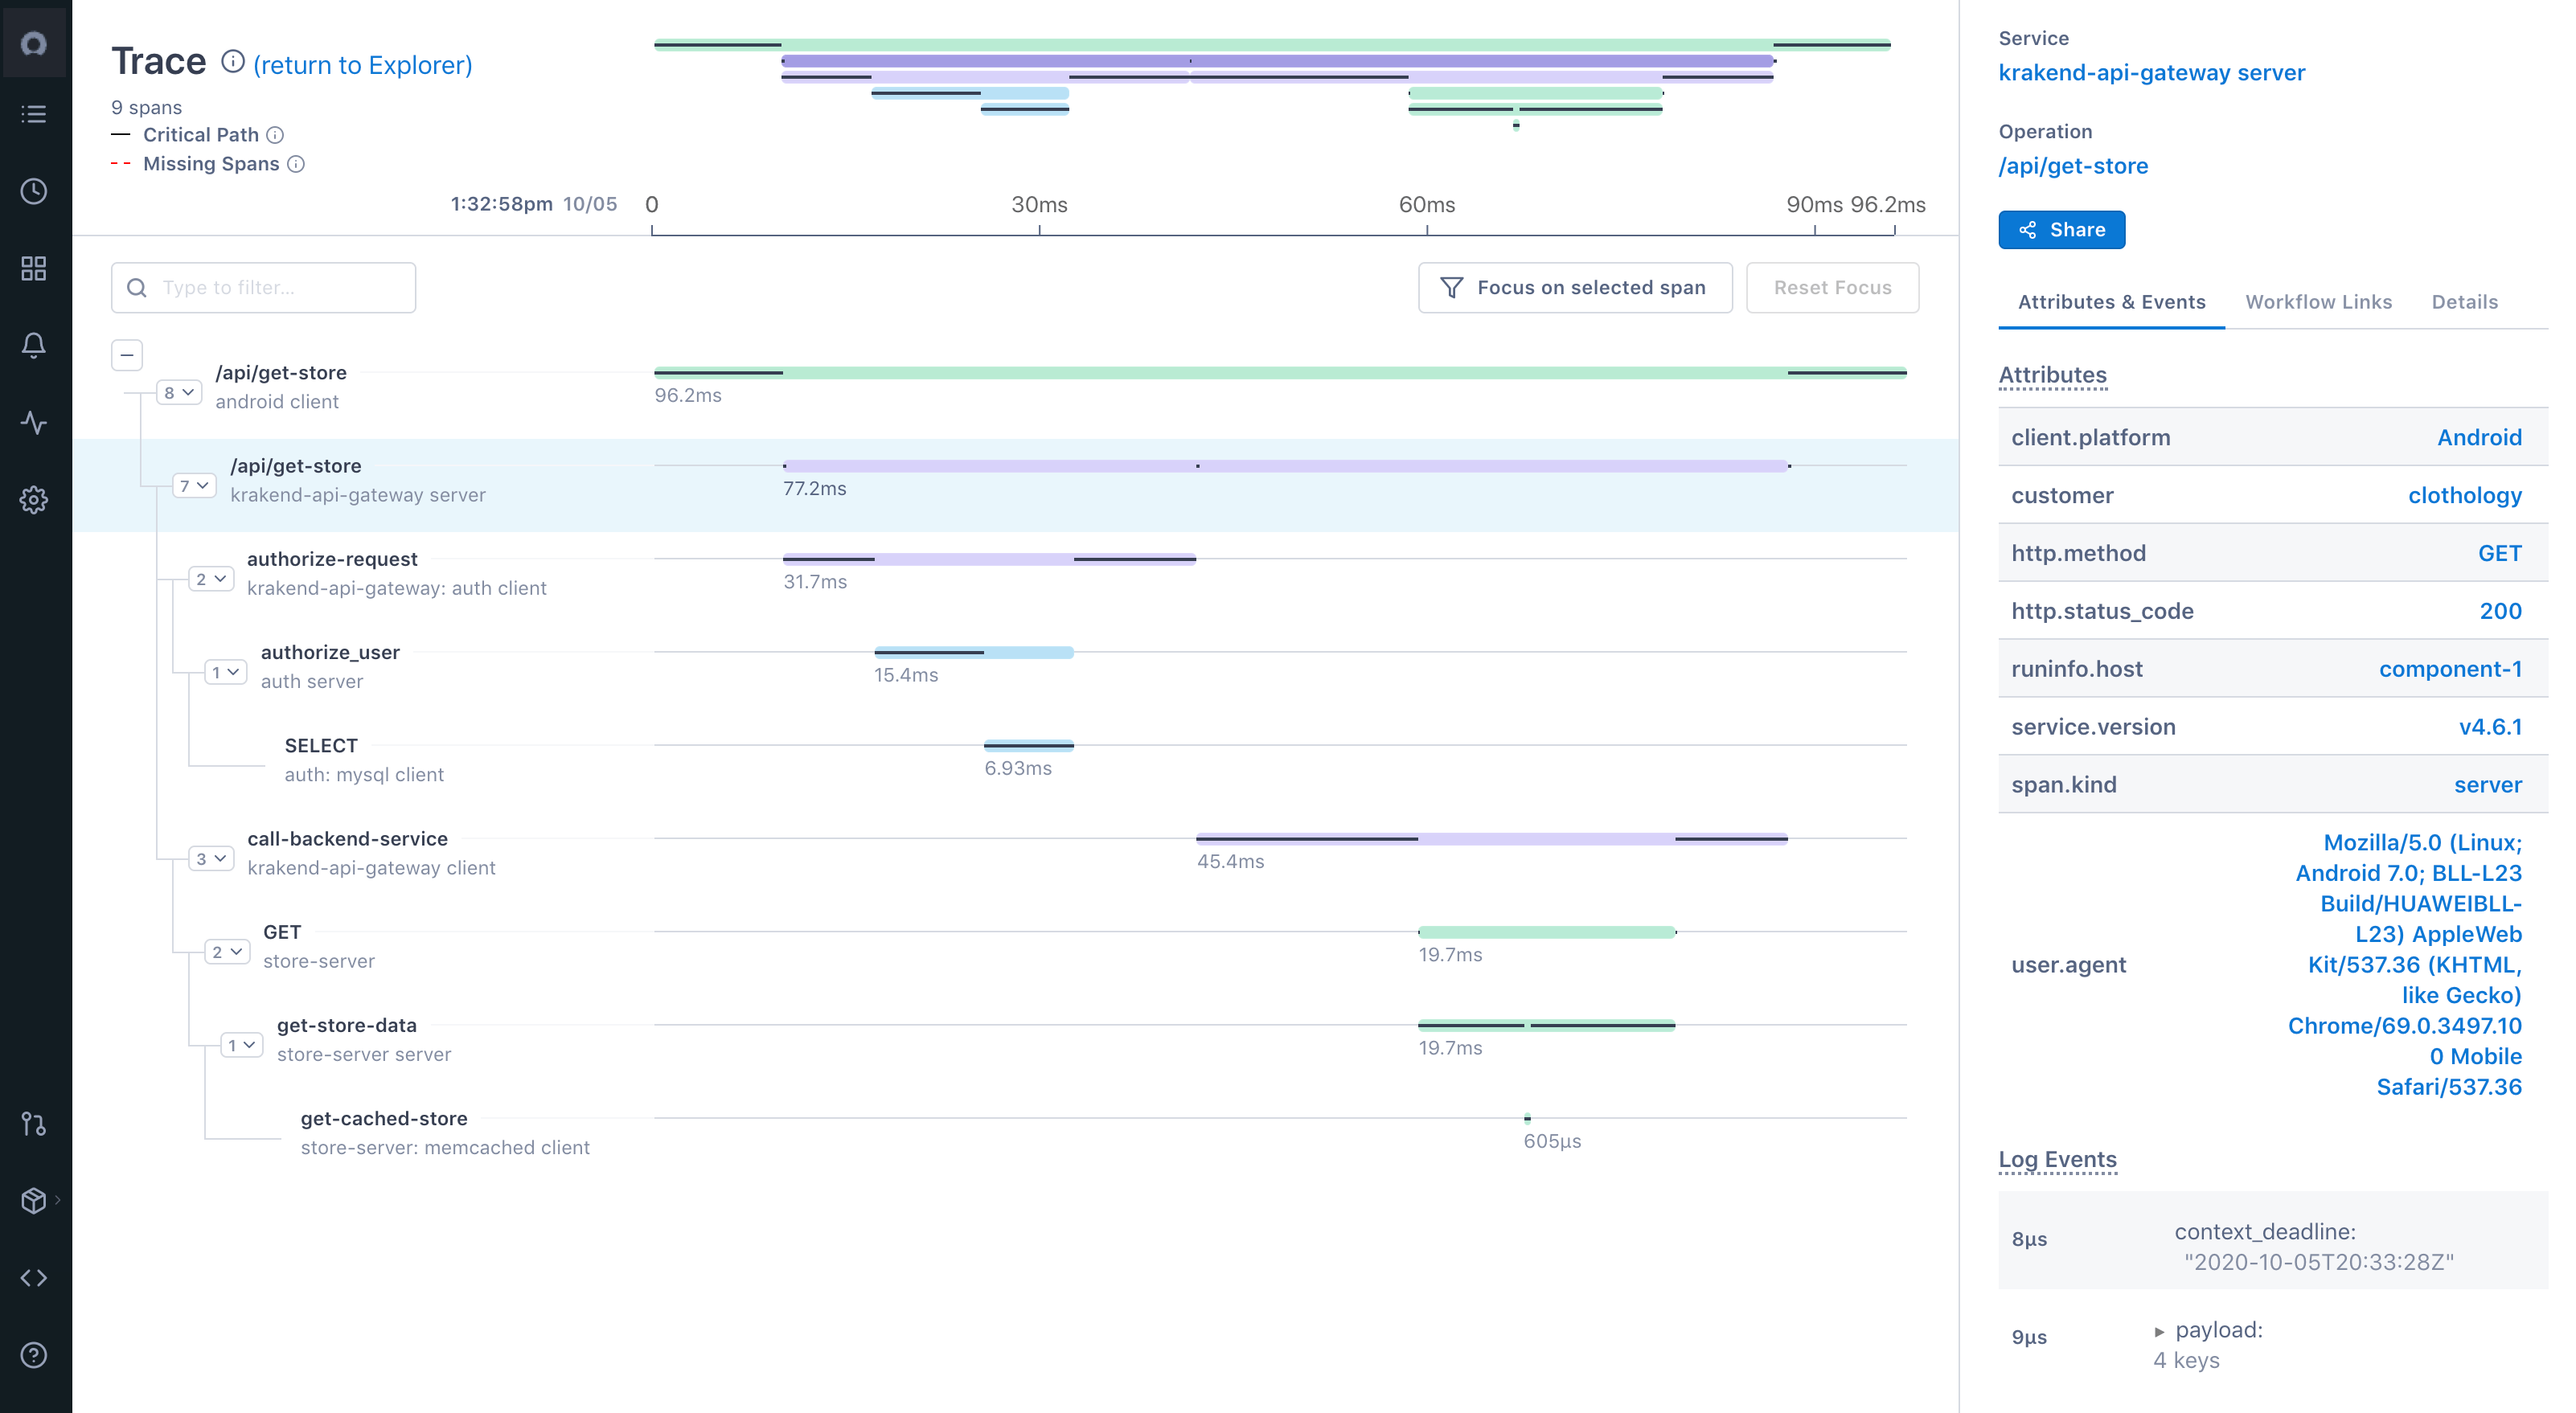 Trace (return to Explorer)
9 spans
Critical Path
Missing Spans
1:32:58pm 10/05
0 30ms 60ms 90ms 96.2ms
Type to filter...
Focus on selected span
Reset Focus
8
/api/get-store
android client
96.2ms
7
/api/get-store
krakend-api-gateway server
77.2ms
2
authorize-request
krakend-api-gateway: auth client
31.7ms
1
authorize_user
auth server
15.4ms
SELECT
auth: mysql client
6.93ms
3
call-backend-service
krakend-api-gateway client
45.4ms
2
GET
store-server
19.7ms
1
get-store-data
store-server server
19.7ms
get-cached-store
store-server: memcached client
605µs
Service
krakend-api-gateway server
Operation
/api/get-store
Share
Attributes & Events Workflow Links Details
Attributes
client.platform Android
customer clothology
http.method GET
http.status_code 200
runinfo.host component-1
service.version v4.6.1
span.kind server
user.agent
Mozilla/5.0 (Linux;
Android 7.0; BLL-L23
Build/HUAWEIBLL-
L23) AppleWeb
Kit/537.36 (KHTML,
like Gecko)
Chrome/69.0.3497.10
0 Mobile
Safari/537.36
Log Events
8µs
context_deadline:
"2020-10-05T20:33:28Z"
9µs
payload:
4 keys